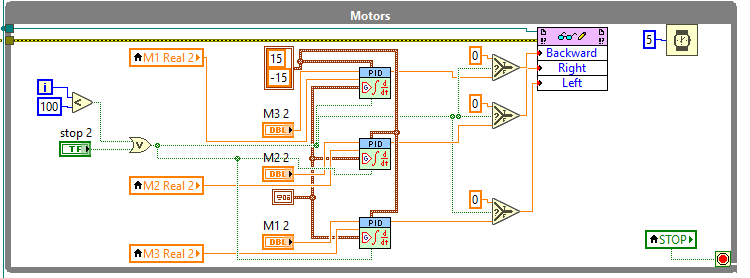 Motors
M1 Real 2
15
-15
0
5
Backward
Right
Left
PID
i
100
<
M3 2
DBL
0
stop 2
TF
V
PID
M2 2
DBL
M2 Real 2
0
PID
M1 2
DBL
M3 Real 2
STOP